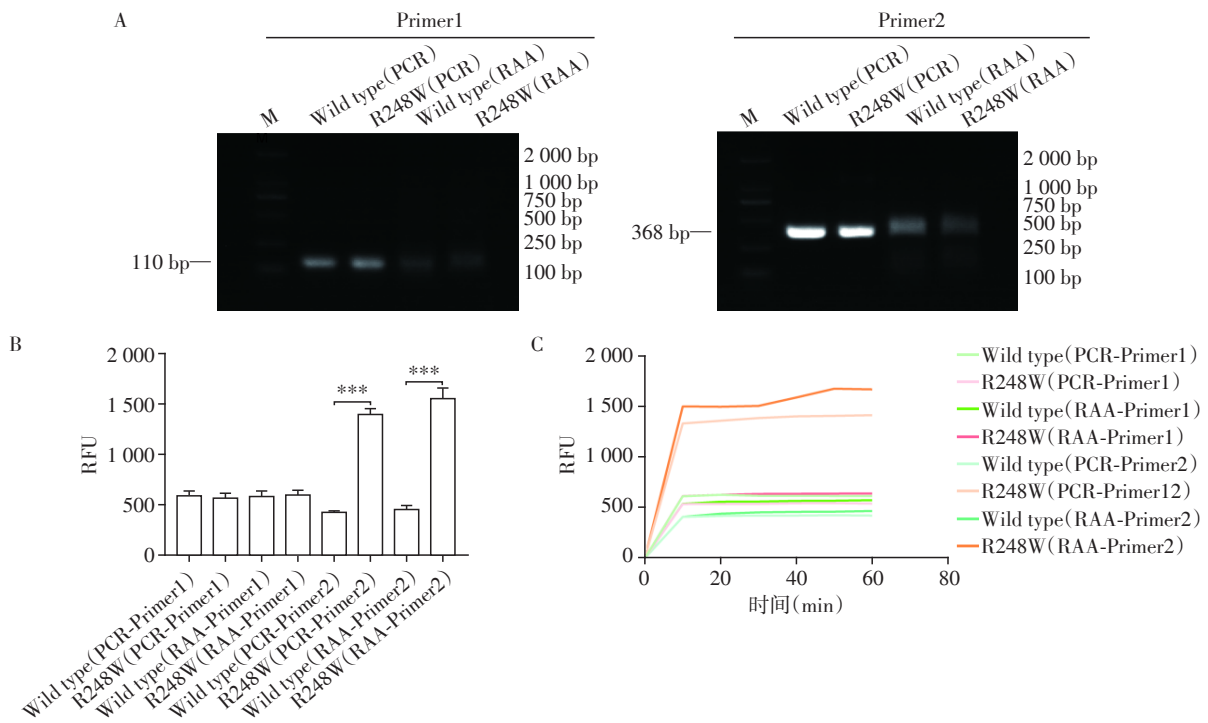 A
Primer1
Primer2
M
Wild type(PCR)
R248W(PCR)
Wild type(RAA)
R248W(RAA)
M
Wild type(PCR)
R248W(PCR)
Wild type(RAA)
R248W(RAA)
2 000 bp
1 000 bp
750 bp
500 bp
250 bp
100 bp
110 bp
2 000 bp
1 000 bp
750 bp
500 bp
250 bp
100 bp
368 bp
B
2 000
1 500
1 000
500
0
RFU
***
***
Wild type(PCR-Primer1)
R248W(PCR-Primer1)
Wild type(RAA-Primer1)
R248W(RAA-Primer1)
Wild type(PCR-Primer2)
R248W(PCR-Primer2)
Wild type(RAA-Primer2)
R248W(RAA-Primer2)
C
2 000
1 500
1 000
500
0
RFU
0
20
40
60
80
时间(min)
Wild type(PCR-Primer1)
R248W(PCR-Primer1)
Wild type(RAA-Primer1)
R248W(RAA-Primer1)
Wild type(PCR-Primer2)
R248W(PCR-Primer12)
Wild type(RAA-Primer2)
R248W(RAA-Primer2)